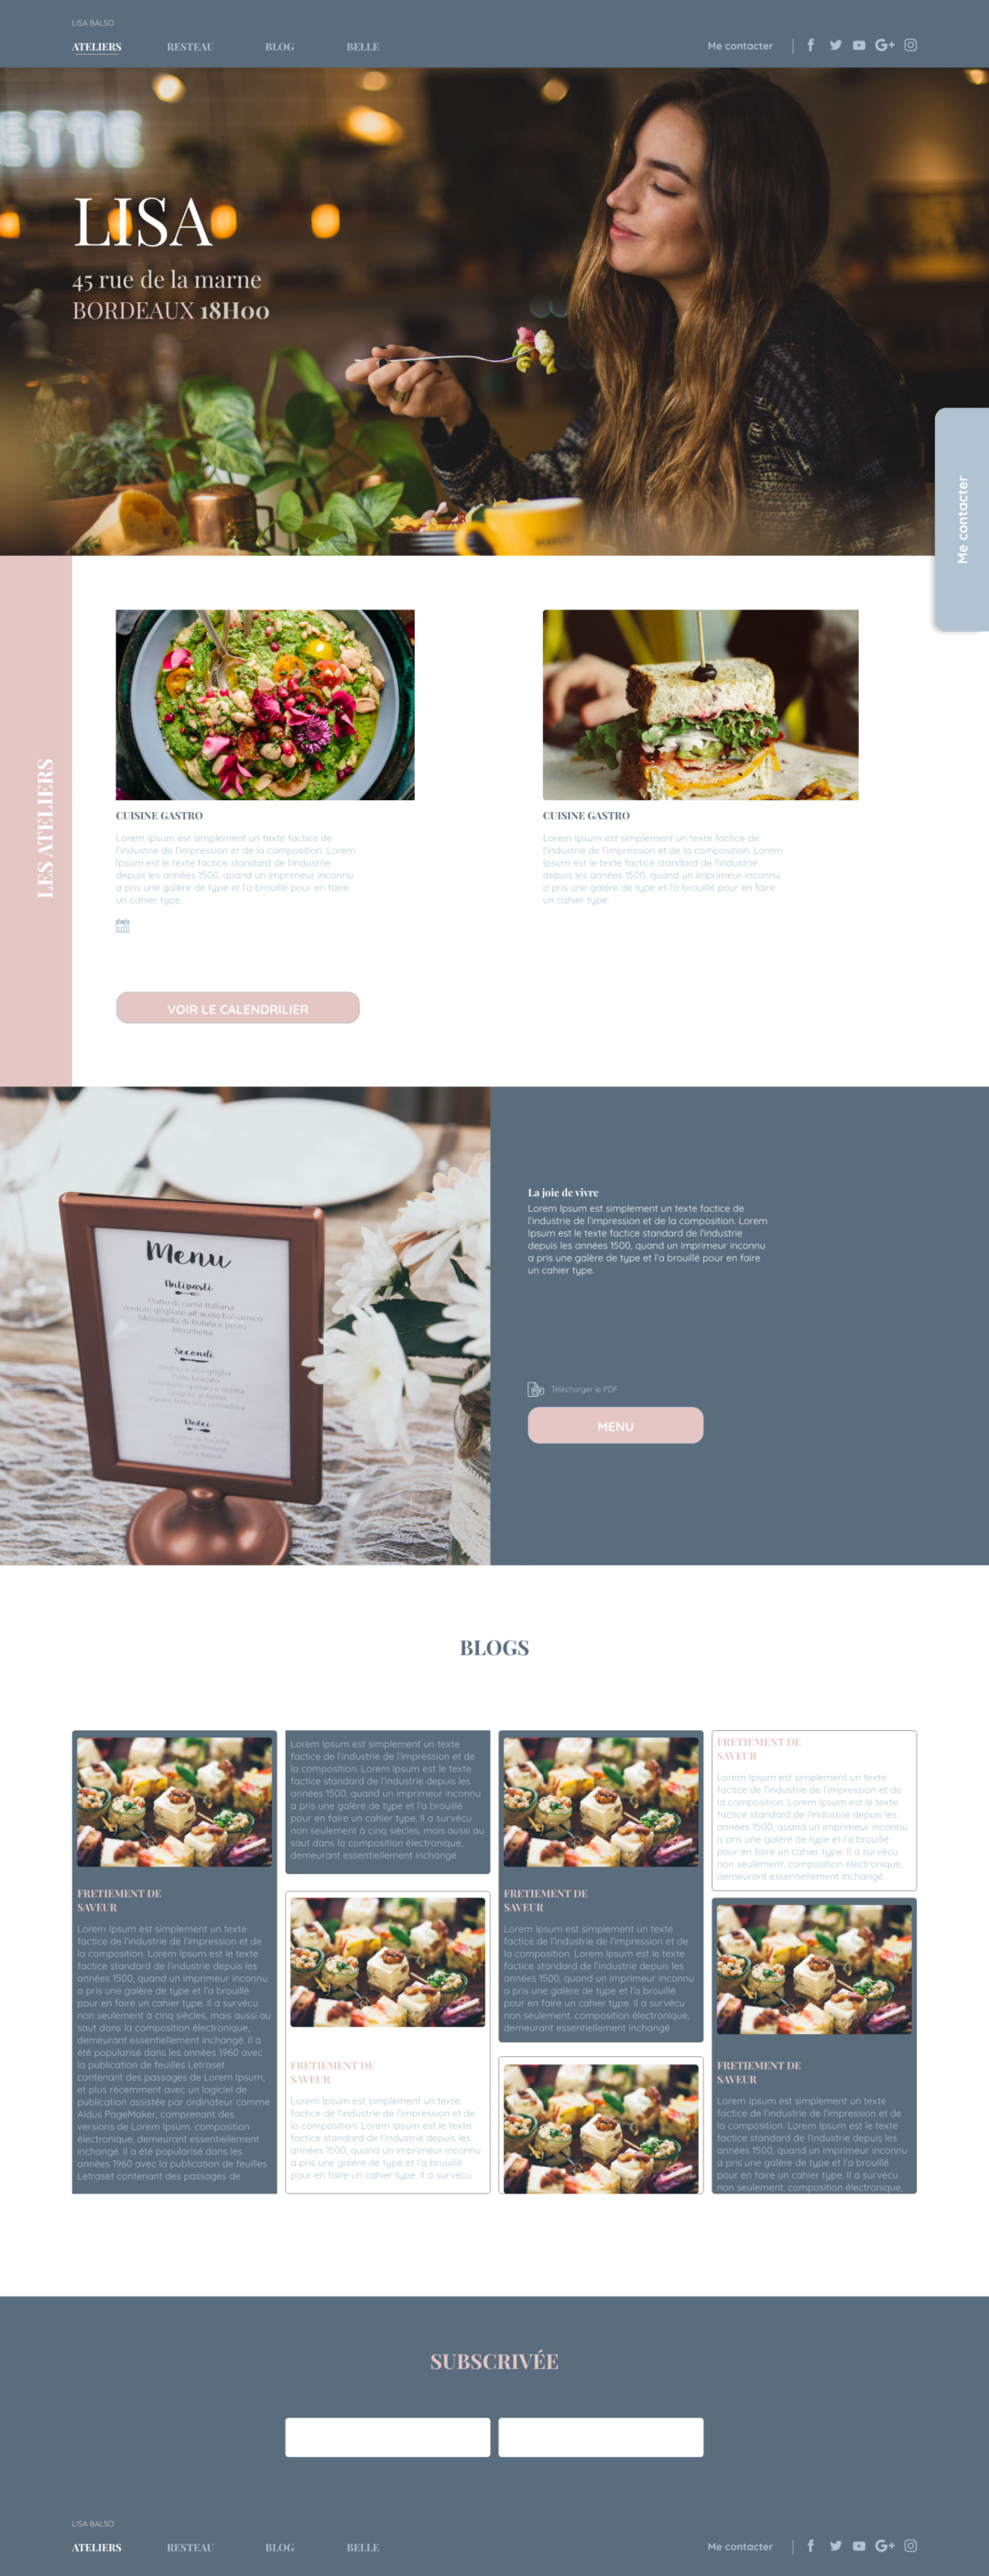 LISA BALSO
ATELIERS RESTEAU BLOG BELLE Me contacter
ETTE
LISA
45 rue de la marne
BORDEAUX 18H00
Me contacter
LES ATELIERS
CUISINE GASTRO
Lorem Ipsum est simplement un texte factice de
l'industrie de l'impression et de la composition. Lorem
Ipsum est le texte factice standard de l'industrie
depuis les années 1500, quand un imprimeur inconnu
a pris une galère de type et l'a brouillé pour en faire
un cahier type.
VOIR LE CALENDRILIER
CUISINE GASTRO
Lorem Ipsum est simplement un texte factice de
l'industrie de l'impression et de la composition. Lorem
Ipsum est le texte factice standard de l'industrie
depuis les années 1500, quand un imprimeur inconnu
a pris une galère de type et l'a brouillé pour en faire
un cahier type.
Menu
Antipasti
Piatto di carne Italiana
Verdure grigliate all'aceto balsamico
Mozzarella di Bufala e pesto
Bruschetta
Secondi
Dolci
La joie de vivre
Lorem Ipsum est simplement un texte factice de
l'industrie de l'impression et de la composition. Lorem
Ipsum est le texte factice standard de l'industrie
depuis les années 1500, quand un imprimeur inconnu
a pris une galère de type et l'a brouillé pour en faire
un cahier type.
Télécharger le PDF
MENU
BLOGS
FRETIEMENT DE
SAVEUR
Lorem Ipsum est simplement un texte
factice de l'industrie de l'impression et de
la composition. Lorem Ipsum est le texte
factice standard de l'industrie depuis les
années 1500, quand un imprimeur inconnu
a pris une galère de type et l'a brouillé
pour en faire un cahier type. Il a survécu
non seulement à cinq siècles, mais aussi au
saut dans la composition électronique,
demeurant essentiellement inchangé. Il a
été popularisé dans les années 1960 avec
la publication de feuilles Letraset
contenant des passages de Lorem Ipsum,
et plus récemment avec un logiciel de
publication assistée par ordinateur comme
Aldus PageMaker, comprenant des
versions de Lorem Ipsum. composition
électronique, demeurant essentiellement
inchangé. Il a été popularisé dans les
années 1960 avec la publication de feuilles
Letraset contenant des passages de
Lorem Ipsum est simplement un texte
factice de l'industrie de l'impression et de
la composition. Lorem Ipsum est le texte
factice standard de l'industrie depuis les
années 1500, quand un imprimeur inconnu
a pris une galère de type et l'a brouillé
pour en faire un cahier type. Il a survécu
non seulement à cinq siècles, mais aussi au
saut dans la composition électronique,
demeurant essentiellement inchangé
FRETIEMENT DE
SAVEUR
Lorem Ipsum est simplement un texte
factice de l'industrie de l'impression et de
la composition. Lorem Ipsum est le texte
factice standard de l'industrie depuis les
années 1500, quand un imprimeur inconnu
a pris une galère de type et l'a brouillé
pour en faire un cahier type. Il a survécu
FRETIEMENT DE
SAVEUR
Lorem Ipsum est simplement un texte
factice de l'industrie de l'impression et de
la composition. Lorem Ipsum est le texte
factice standard de l'industrie depuis les
années 1500, quand un imprimeur inconnu
a pris une galère de type et l'a brouillé
pour en faire un cahier type. Il a survécu
non seulement. composition électronique,
demeurant essentiellement inchangé
FRETIEMENT DE
SAVEUR
Lorem Ipsum est simplement un texte
factice de l'industrie de l'impression et de
la composition. Lorem Ipsum est le texte
factice standard de l'industrie depuis les
années 1500, quand un imprimeur inconnu
a pris une galère de type et l'a brouillé
pour en faire un cahier type. Il a survécu
non seulement. composition électronique,
demeurant essentiellement inchangé
FRETIEMENT DE
SAVEUR
Lorem Ipsum est simplement un texte
factice de l'industrie de l'impression et de
la composition. Lorem Ipsum est le texte
factice standard de l'industrie depuis les
années 1500, quand un imprimeur inconnu
a pris une galère de type et l'a brouillé
pour en faire un cahier type. Il a survécu
non seulement. composition électronique,
SUBSCRIVÉE
LISA BALSO
ATELIERS RESTEAU BLOG BELLE Me contacter